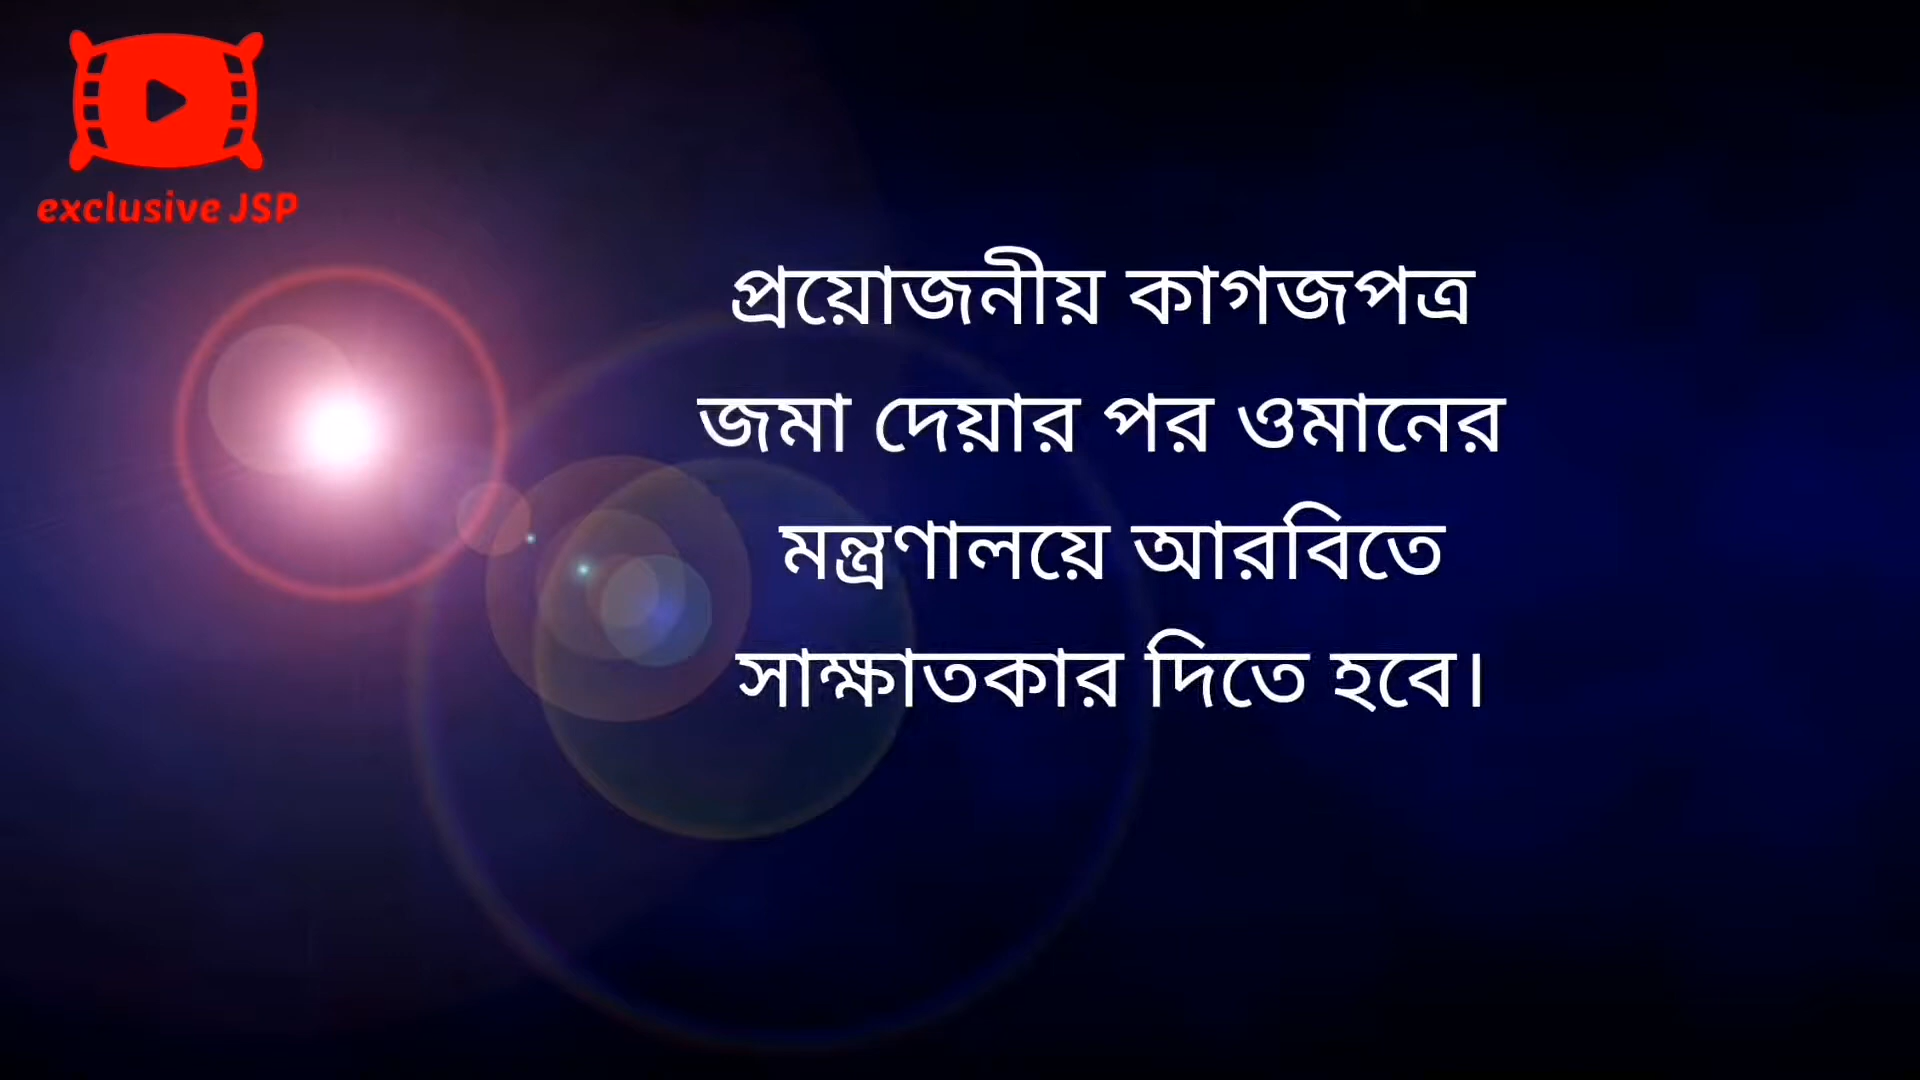 exclusive JSP
প্রয়োজনীয় কাগজপত্র
জমা দেয়ার পর ওমানের
মন্ত্রণালয়ে আরবিতে
সাক্ষাতকার দিতে হবে।